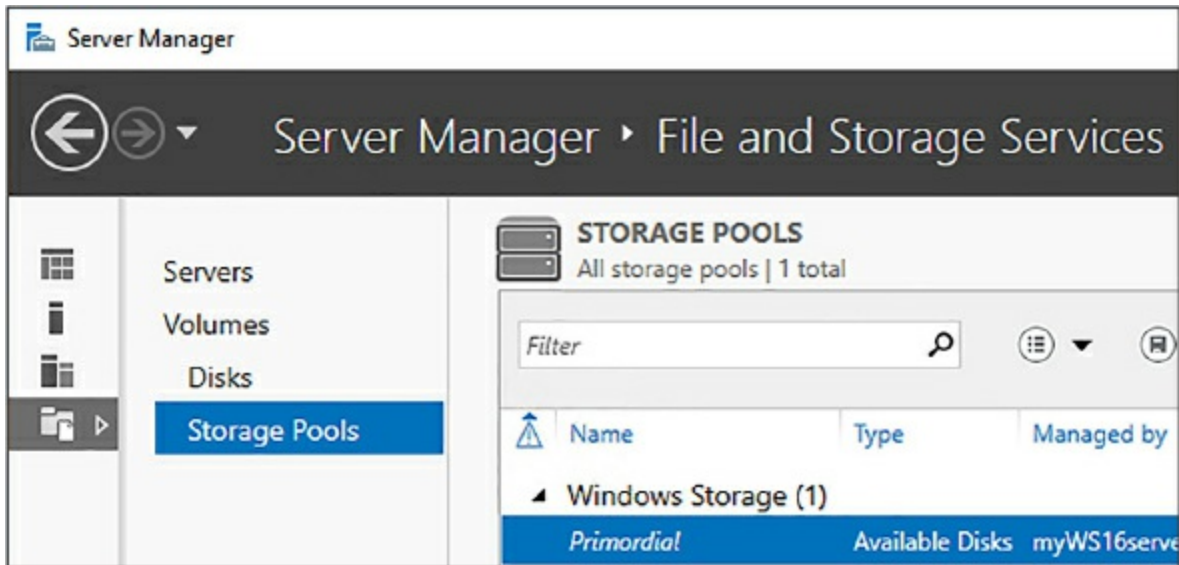 Server Manager
Server Manager ‣ File and Storage Services
Servers
Volumes
Disks
Storage Pools
STORAGE POOLS
All storage pools | 1 total
Filter
Name Type Managed by
Windows Storage (1)
Primordial Available Disks myWS16serve